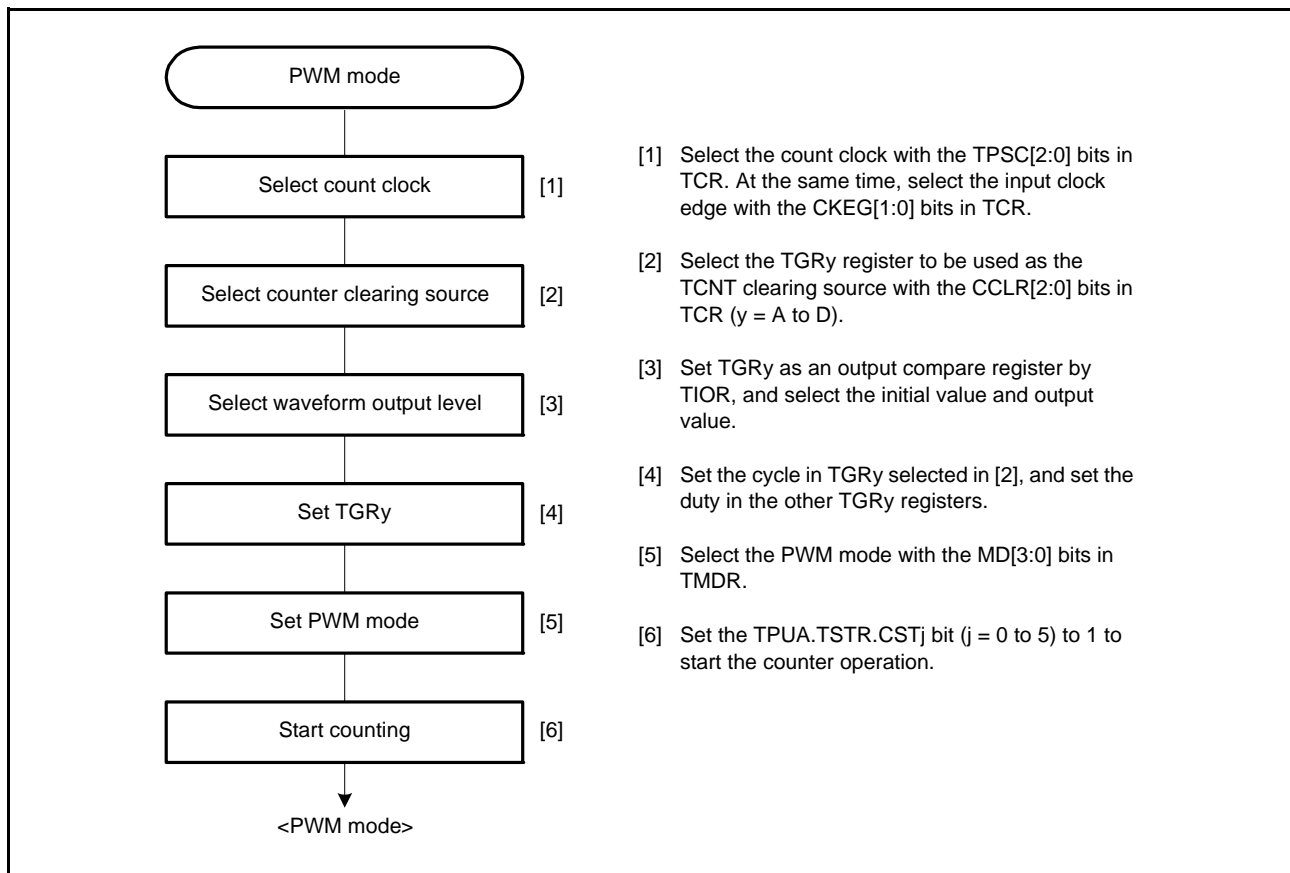 PWM mode
Select count clock
[1]
Select counter clearing source
[2]
Select waveform output level
[3]
Set TGRy
[4]
Set PWM mode
[5]
Start counting
[6]
<PWM mode>
[1] Select the count clock with the TPSC[2:0] bits in
TCR. At the same time, select the input clock
edge with the CKEG[1:0] bits in TCR.
[2] Select the TGRy register to be used as the
TCNT clearing source with the CCLR[2:0] bits in
TCR (y = A to D).
[3] Set TGRy as an output compare register by
TIOR, and select the initial value and output
value.
[4] Set the cycle in TGRy selected in [2], and set the
duty in the other TGRy registers.
[5] Select the PWM mode with the MD[3:0] bits in
TMDR.
[6] Set the TPUA.TSTR.CSTj bit (j = 0 to 5) to 1 to
start the counter operation.